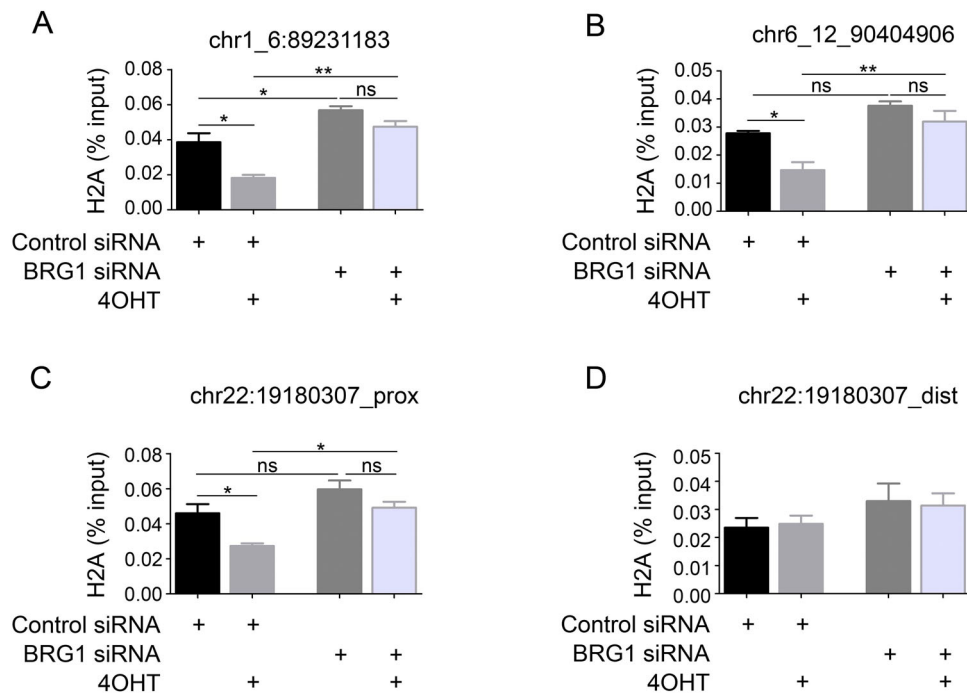 A
chr1_6:89231183
H2A (% input)
0.08
0.06
0.04
0.02
0.00
**
*
ns
*
Control siRNA + +
BRG1 siRNA + +
4OHT + +
B
chr6_12_90404906
H2A (% input)
0.05
0.04
0.03
0.02
0.01
0.00
**
ns
ns
*
Control siRNA + +
BRG1 siRNA + +
4OHT + +
C
chr22:19180307_prox
H2A (% input)
0.08
0.06
0.04
0.02
0.00
*
ns
ns
*
Control siRNA + +
BRG1 siRNA + +
4OHT + +
D
chr22:19180307_dist
H2A (% input)
0.05
0.04
0.03
0.02
0.01
0.00
Control siRNA + +
BRG1 siRNA + +
4OHT + +